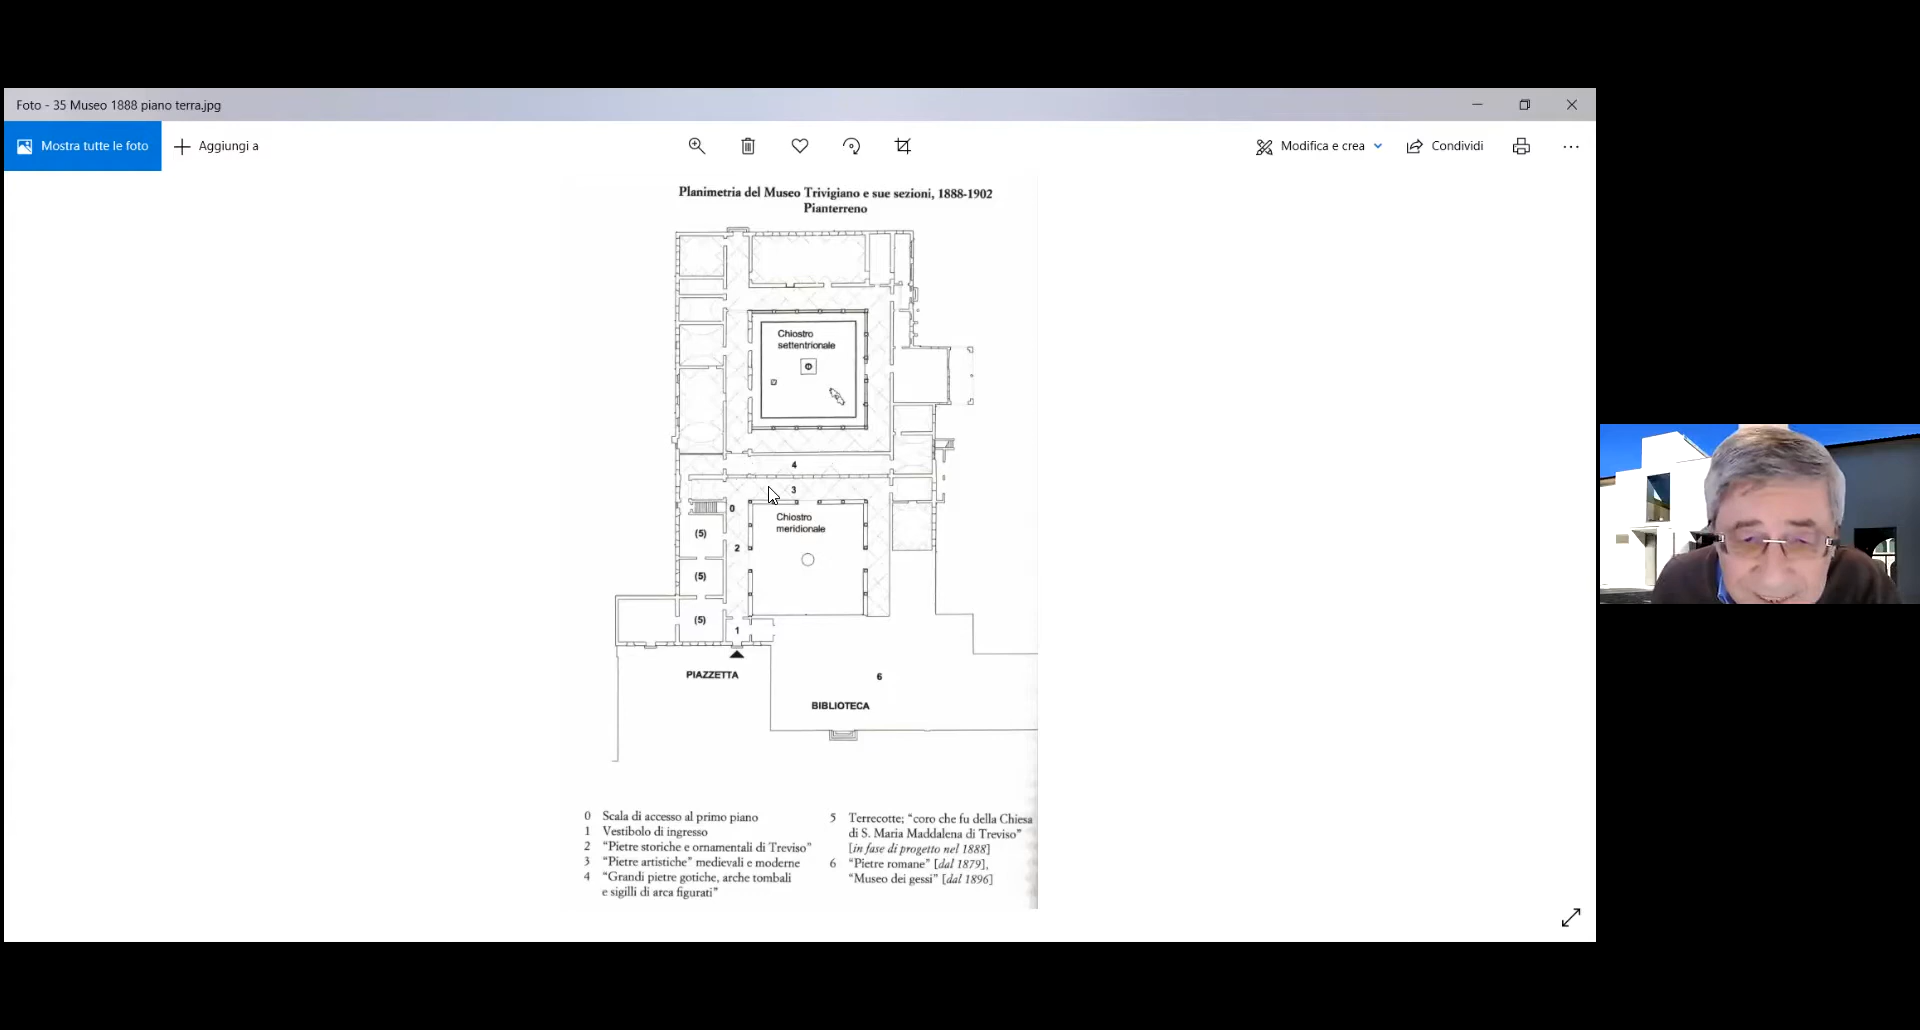 Foto - 35 Museo 1888 piano terra.jpg
Mostra tutte le foto
Aggiungi a
Modifica e crea
Condividi
Planimetria del Museo Trivigiano e sue sezioni, 1888-1902
Pianterreno
Chiostro
settentrionale
4
3
0
Chiostro
meridionale
(5)
2
(5)
(5)
1
PIAZZETTA
6
BIBLIOTECA
0 Scala di accesso al primo piano
1 Vestibolo di ingresso
2 “Pietre storiche e ornamentali di Treviso”
3 “Pietre artistiche” medievali e moderne
4 “Grandi pietre gotiche, arche tombali
e sigilli di arca figurati”
5 Terrecotte; “coro che fu della Chiesa
di S. Maria Maddalena di Treviso”
[in fase di progetto nel 1888]
6 “Pietre romane” [dal 1879],
“Museo dei gessi” [dal 1896]